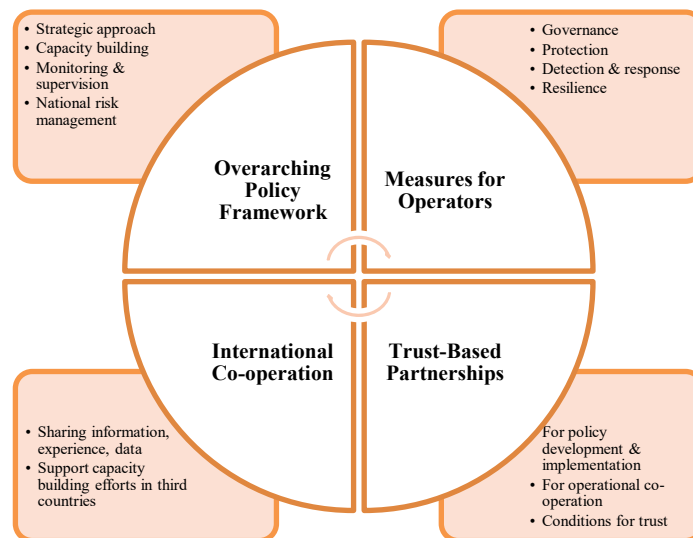 • Strategic approach
• Capacity building
• Monitoring &
supervision
• National risk
management
• Governance
• Protection
• Detection & response
• Resilience
Overarching
Policy
Framework
Measures for
Operators
International
Co-operation
Trust-Based
Partnerships
• Sharing information,
experience, data
• Support capacity
building efforts in third
countries
For policy
development &
implementation
• For operational co-
operation
• Conditions for trust